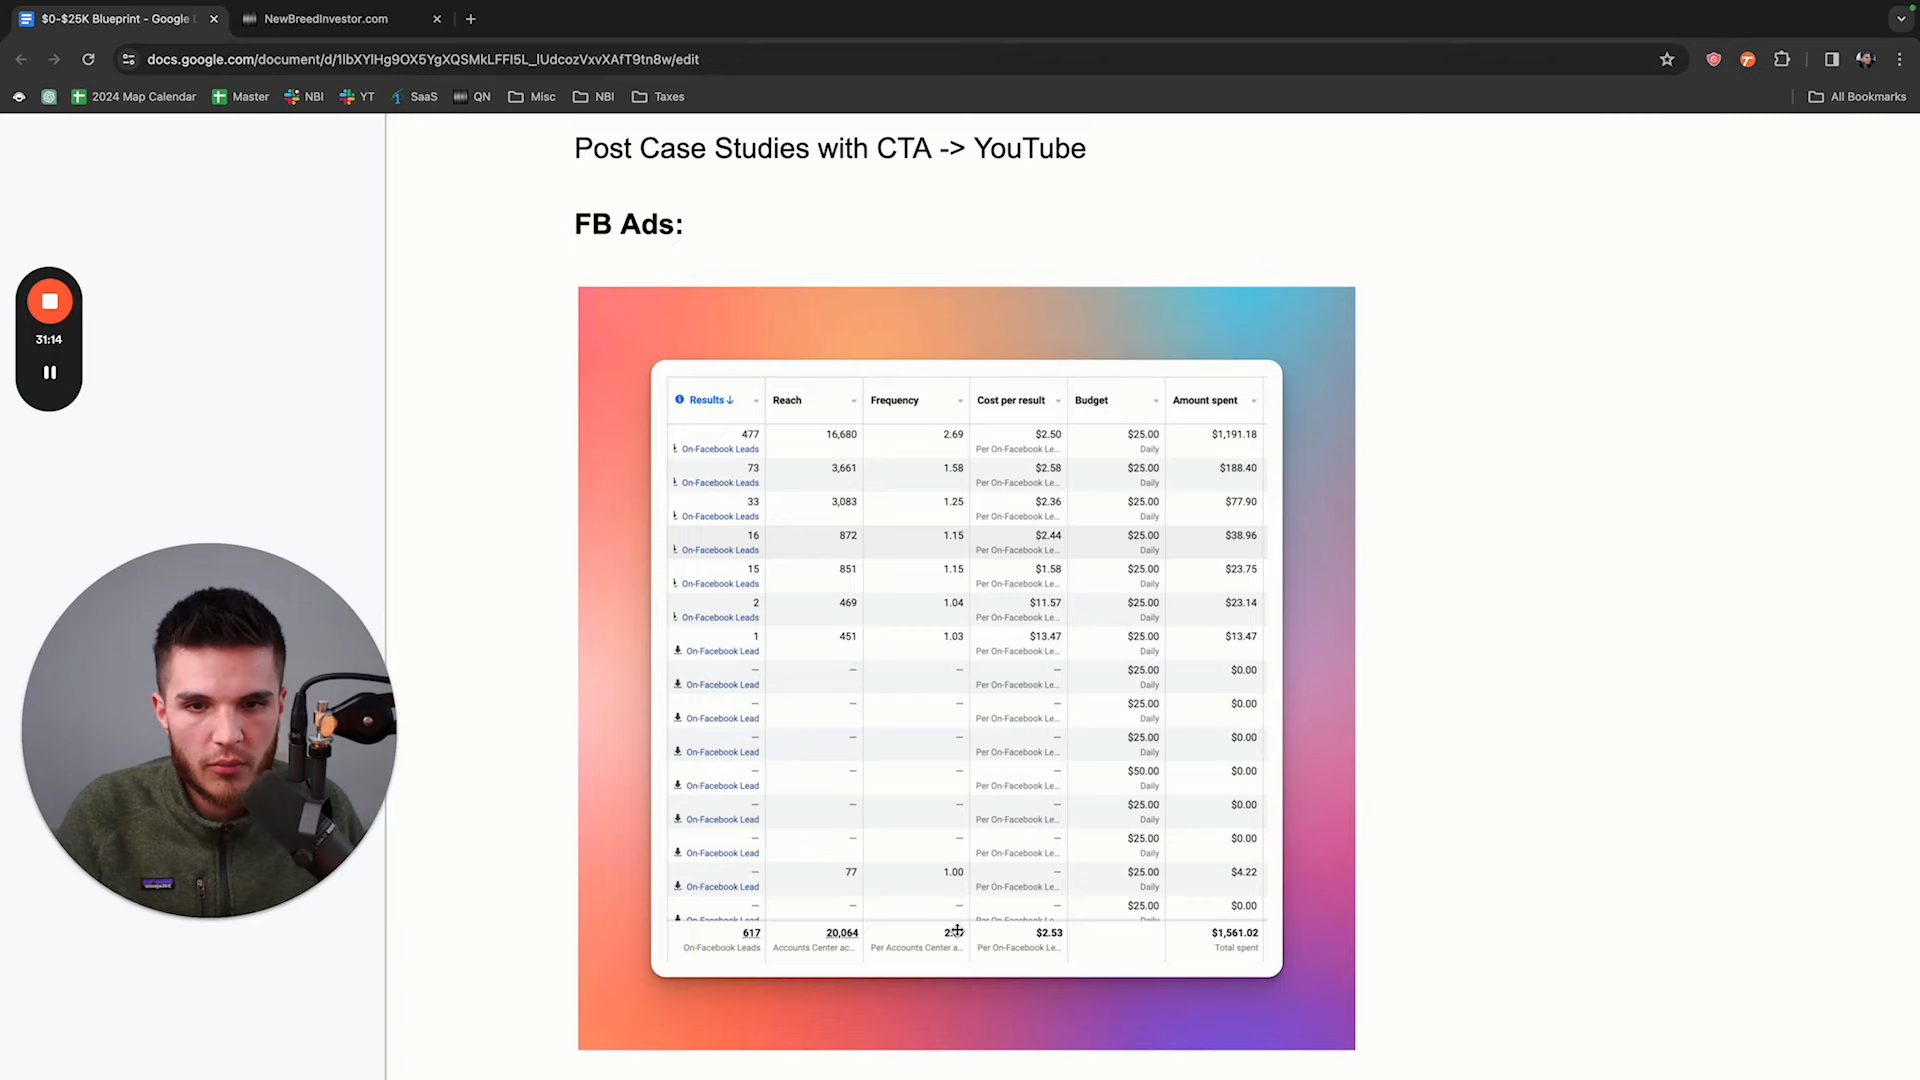 $0-$25K Blueprint - Google
NewBreedInvestor.com
docs.google.com/document/d/1lbXYlHg9OX5YgXQSMkLFFI5L_lUdcozVxvXAfT9tn8w/edit
2024 Map Calendar Master NBI YT SaaS QN Misc NBI Taxes All Bookmarks
Post Case Studies with CTA -> YouTube
FB Ads:
31:14
Results↓ Reach Frequency Cost per result Budget Amount spent
477 16,680 2.69 $2.50 $25.00 $1,191.18
On-Facebook Leads Per On-Facebook Le... Daily
73 3,661 1.58 $2.58 $25.00 $188.40
On-Facebook Leads Per On-Facebook Le... Daily
33 3,083 1.25 $2.36 $25.00 $77.90
On-Facebook Leads Per On-Facebook Le... Daily
16 872 1.15 $2.44 $25.00 $38.96
On-Facebook Leads Per On-Facebook Le... Daily
15 851 1.15 $1.58 $25.00 $23.75
On-Facebook Leads Per On-Facebook Le... Daily
2 469 1.04 $11.57 $25.00 $23.14
On-Facebook Leads Per On-Facebook Le... Daily
1 451 1.03 $13.47 $25.00 $13.47
On-Facebook Lead Per On-Facebook Le... Daily
— — — — $25.00 $0.00
On-Facebook Lead Per On-Facebook Le... Daily
— — — — $25.00 $0.00
On-Facebook Lead Per On-Facebook Le... Daily
— — — — $25.00 $0.00
On-Facebook Lead Per On-Facebook Le... Daily
— — — — $50.00 $0.00
On-Facebook Lead Per On-Facebook Le... Daily
— — — — $25.00 $0.00
On-Facebook Lead Per On-Facebook Le... Daily
— — — — $25.00 $0.00
On-Facebook Lead Per On-Facebook Le... Daily
— 77 1.00 — $25.00 $4.22
On-Facebook Lead Per On-Facebook Le... Daily
— — — — $25.00 $0.00
On-Facebook Lead Per On-Facebook Le... Daily
617 20,064 $2.53 $1,561.02
On-Facebook Leads Accounts Center ac... Per Accounts Center a... Per On-Facebook Le... Total spent
patagonia